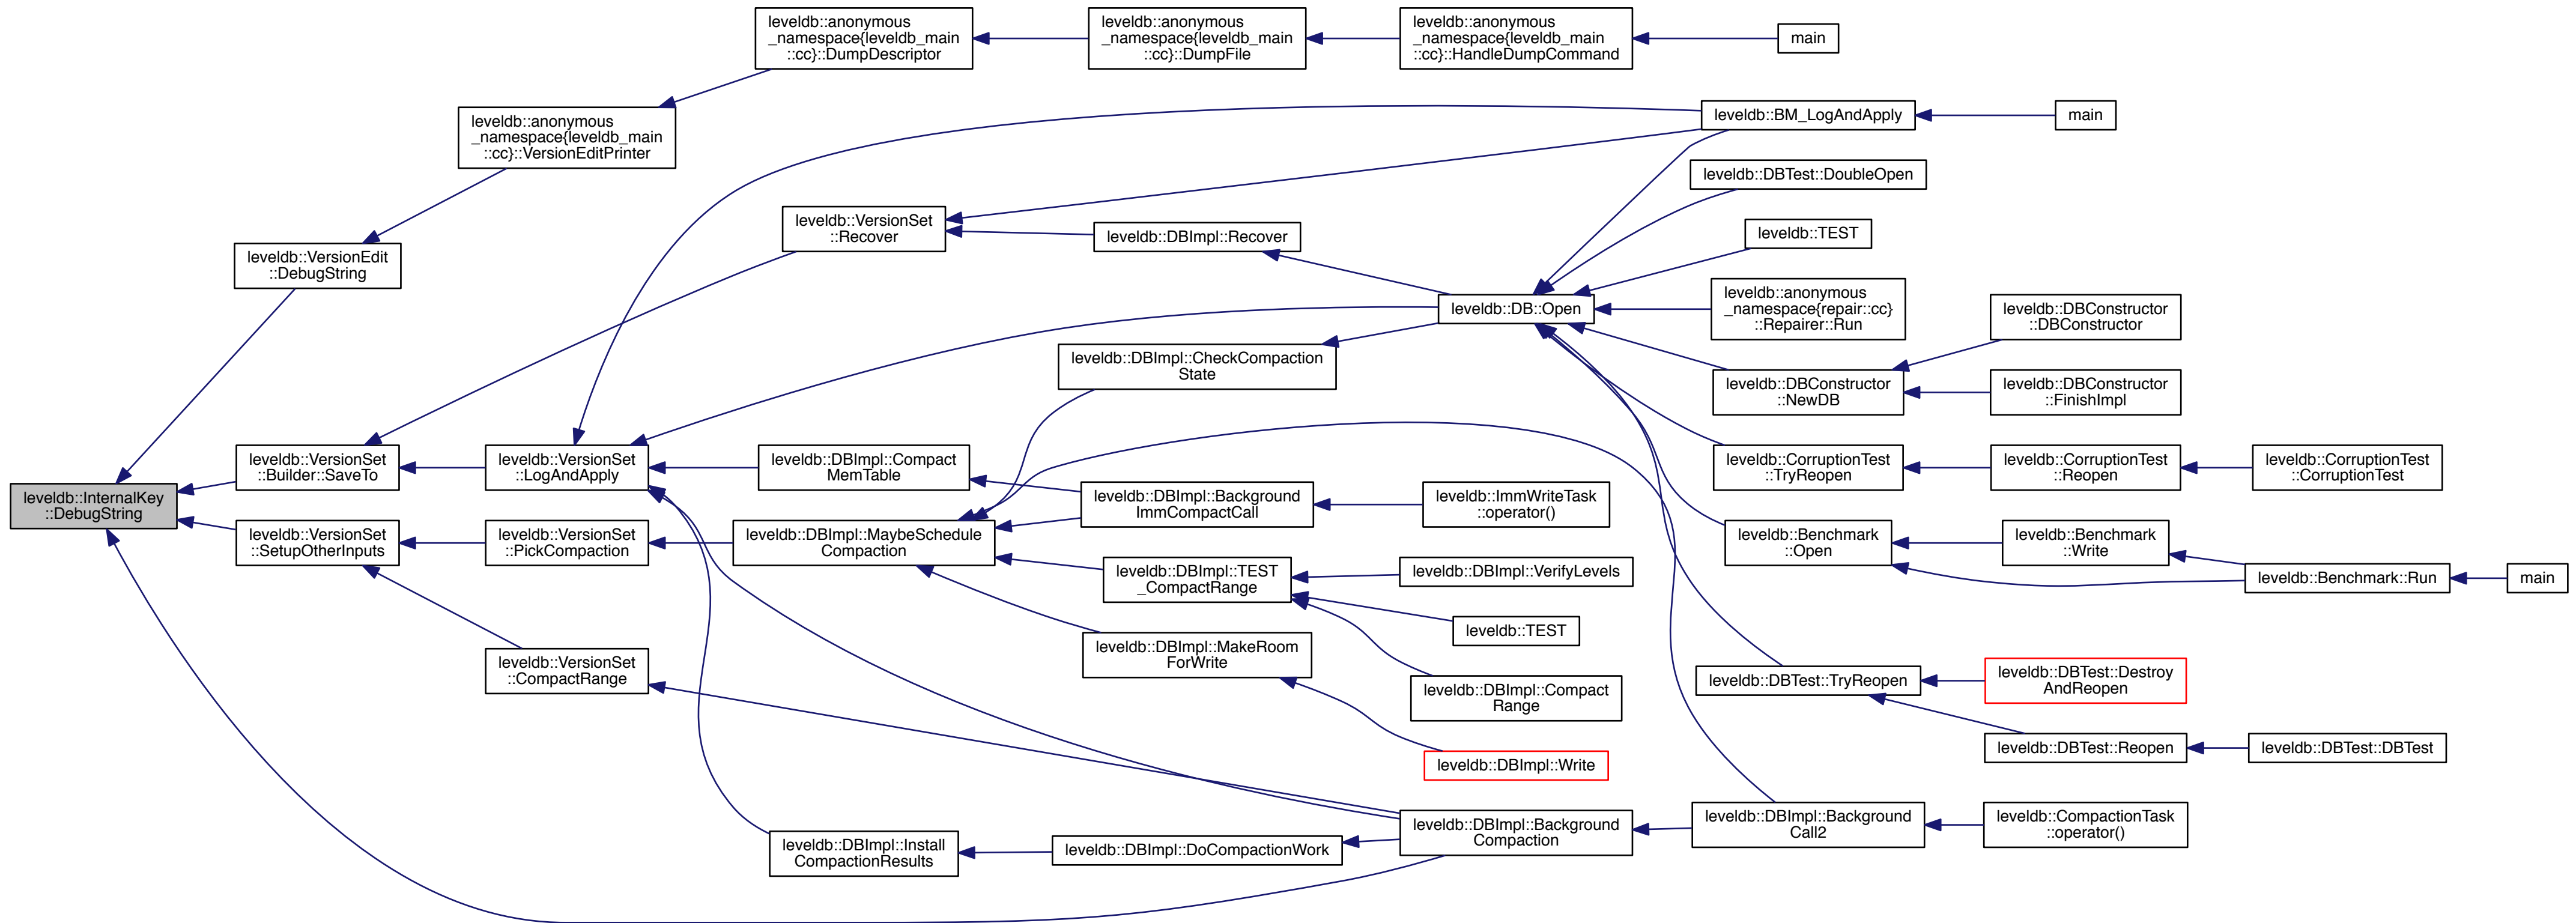 leveldb::anonymous
_namespace{leveldb_main
::cc}::DumpDescriptor
leveldb::anonymous
_namespace{leveldb_main
::cc}::DumpFile
leveldb::anonymous
_namespace{leveldb_main
::cc}::HandleDumpCommand
main
leveldb::anonymous
_namespace{leveldb_main
::cc}::VersionEditPrinter
leveldb::BM_LogAndApply
main
leveldb::DBTest::DoubleOpen
leveldb::VersionSet
::Recover
leveldb::DBImpl::Recover
leveldb::TEST
leveldb::VersionEdit
::DebugString
leveldb::DB::Open
leveldb::anonymous
_namespace{repair::cc}
::Repairer::Run
leveldb::DBConstructor
::DBConstructor
leveldb::DBImpl::CheckCompaction
State
leveldb::DBConstructor
::NewDB
leveldb::DBConstructor
::FinishImpl
leveldb::InternalKey
::DebugString
leveldb::VersionSet
::Builder::SaveTo
leveldb::VersionSet
::LogAndApply
leveldb::DBImpl::Compact
MemTable
leveldb::DBImpl::Background
ImmCompactCall
leveldb::ImmWriteTask
::operator()
leveldb::CorruptionTest
::TryReopen
leveldb::CorruptionTest
::Reopen
leveldb::CorruptionTest
::CorruptionTest
leveldb::VersionSet
::SetupOtherInputs
leveldb::VersionSet
::PickCompaction
leveldb::DBImpl::MaybeSchedule
Compaction
leveldb::Benchmark
::Open
leveldb::Benchmark
::Write
leveldb::Benchmark::Run
main
leveldb::DBImpl::TEST
_CompactRange
leveldb::DBImpl::VerifyLevels
leveldb::TEST
leveldb::VersionSet
::CompactRange
leveldb::DBImpl::MakeRoom
ForWrite
leveldb::DBImpl::Compact
Range
leveldb::DBTest::TryReopen
leveldb::DBTest::Destroy
AndReopen
leveldb::DBTest::Reopen
leveldb::DBTest::DBTest
leveldb::DBImpl::Write
leveldb::DBImpl::Install
CompactionResults
leveldb::DBImpl::DoCompactionWork
leveldb::DBImpl::Background
Compaction
leveldb::DBImpl::Background
Call2
leveldb::CompactionTask
::operator()